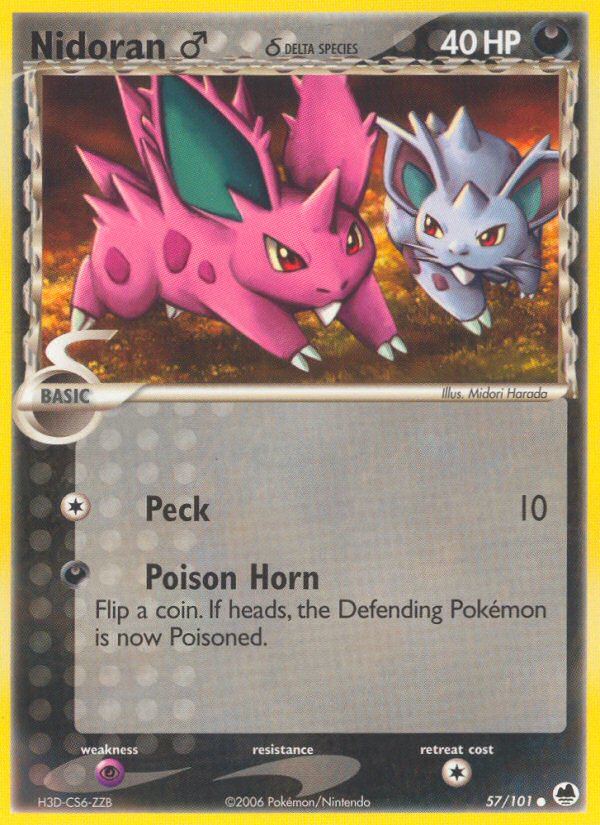 Nidoran ♂ δ DELTA SPECIES 40 HP
δ
BASIC
Illus. Midori Harada
Peck 10
Poison Horn
Flip a coin. If heads, the Defending Pokémon
is now Poisoned.
weakness resistance retreat cost
H3D-CS6-ZZB ©2006 Pokémon/Nintendo 57/101 ●